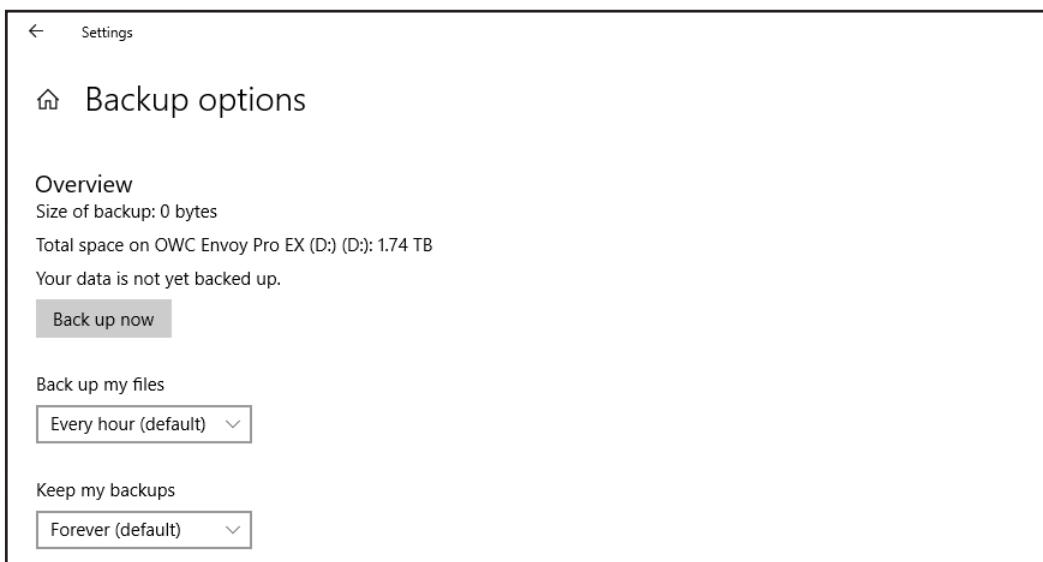 Settings
Backup options
Overview
Size of backup: 0 bytes
Total space on OWC Envoy Pro EX (D:) (D:): 1.74 TB
Your data is not yet backed up.
Back up now
Back up my files
Every hour (default)
Keep my backups
Forever (default)